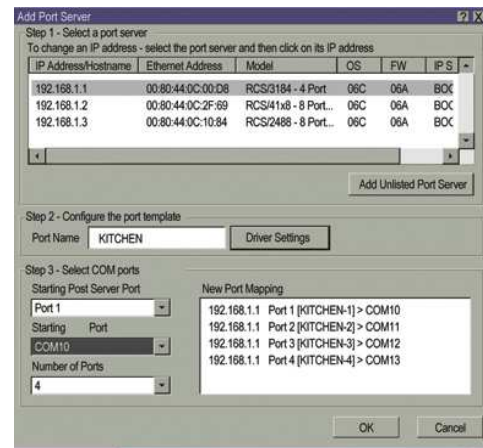 Add Port Server
Step 1 - Select a port server
To change an IP address - select the port server and then click on its IP address
IP Address/Hostname Ethernet Address Model OS FW IP S
192.168.1.1 00:80:44:0C:00:D8 RCS/3184 - 4 Port 06C 06A BOC
192.168.1.2 00:80:44:0C:2F:69 RCS/41x8 - 8 Port... 06C 06A BOC
192.168.1.3 00:80:44:0C:10:84 RCS/2488 - 8 Port... 06C 06A BOC
Add Unlisted Port Server
Step 2 - Configure the port template
Port Name KITCHEN Driver Settings
Step 3 - Select COM ports
Starting Post Server Port
Port 1
Starting Port
COM10
Number of Ports
4
New Port Mapping
192.168.1.1 Port 1 [KITCHEN-1] > COM10
192.168.1.1 Port 2 [KITCHEN-2] > COM11
192.168.1.1 Port 3 [KITCHEN-3] > COM12
192.168.1.1 Port 4 [KITCHEN-4] > COM13
OK Cancel